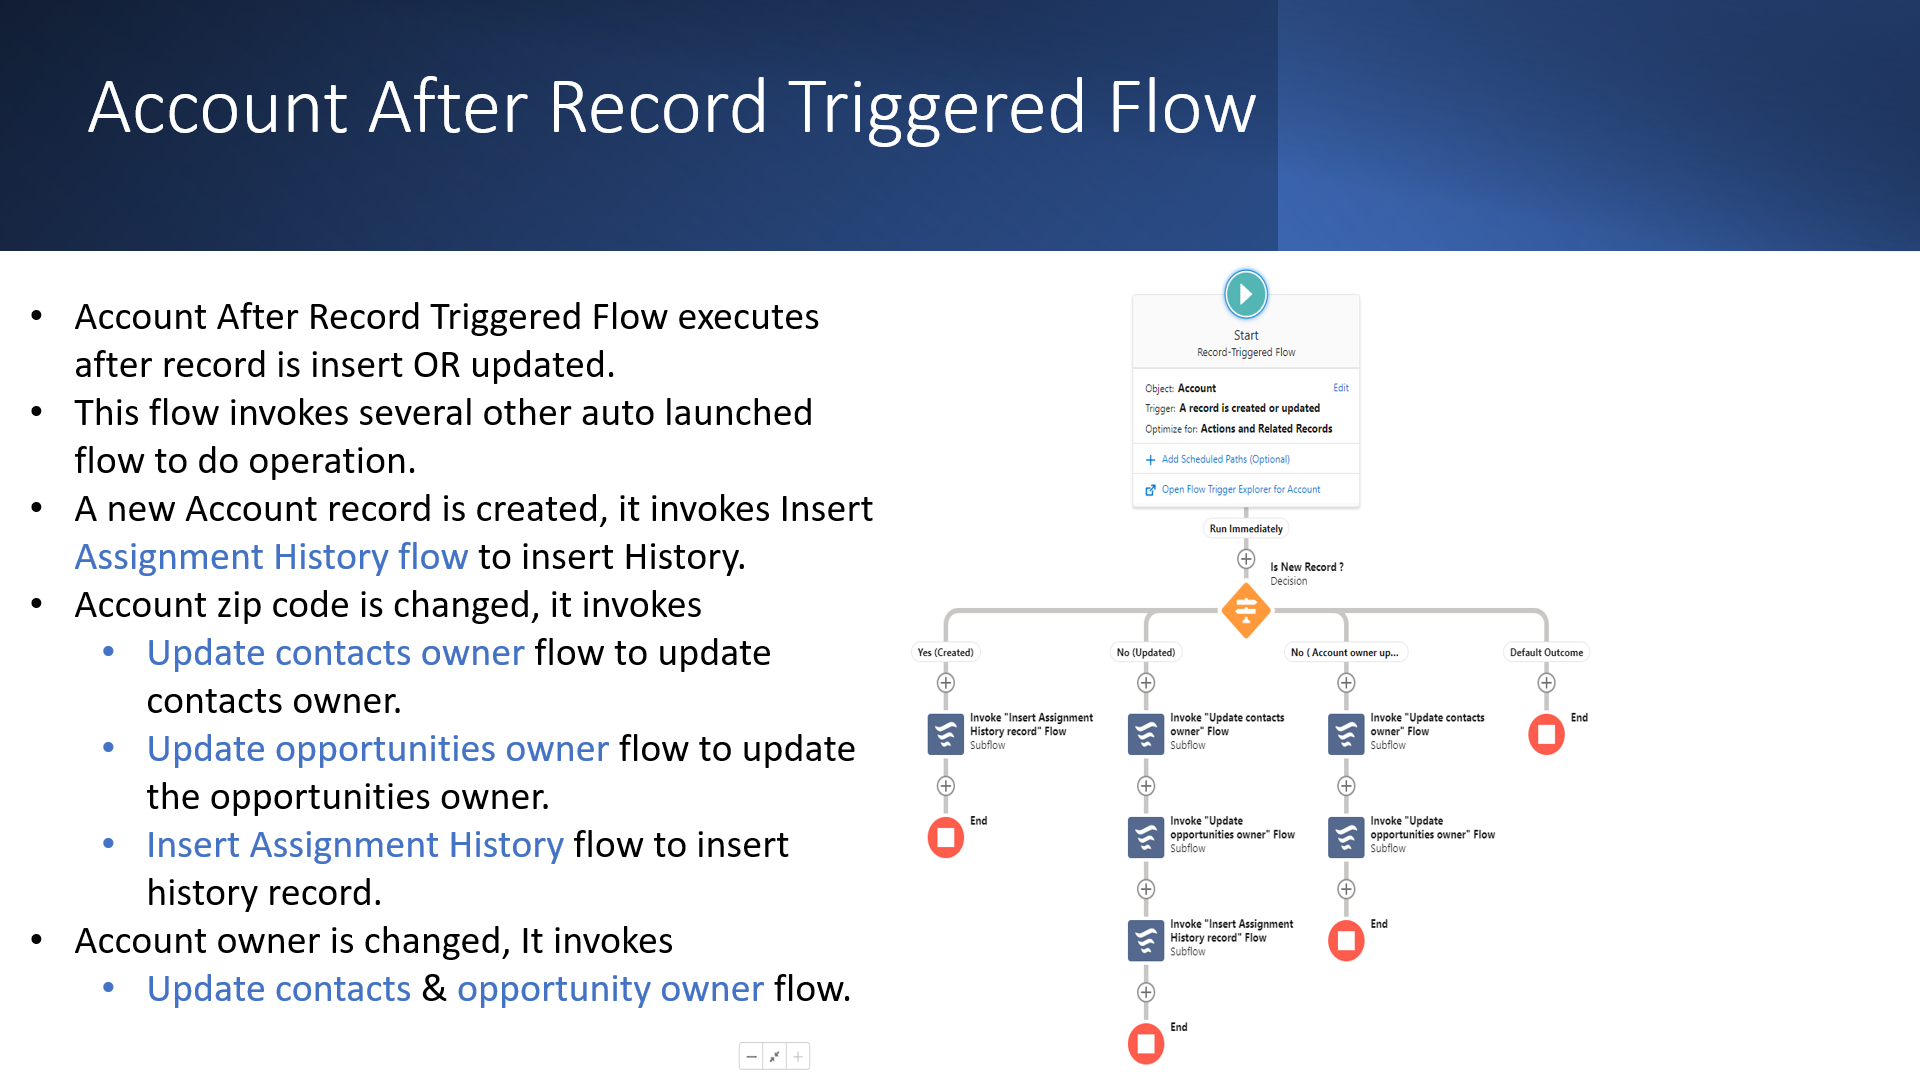 Account After Record Triggered Flow
• Account After Record Triggered Flow executes
after record is insert OR updated.
• This flow invokes several other auto launched
flow to do operation.
• A new Account record is created, it invokes Insert
Assignment History flow to insert History.
• Account zip code is changed, it invokes
• Update contacts owner flow to update
contacts owner.
• Update opportunities owner flow to update
the opportunities owner.
• Insert Assignment History flow to insert
history record.
• Account owner is changed, It invokes
• Update contacts & opportunity owner flow.
Start
Record-Triggered Flow
Object: Account Edit
Trigger: A record is created or updated
Optimize for: Actions and Related Records
+ Add Scheduled Paths (Optional)
Open Flow Trigger Explorer for Account
Run Immediately
Is New Record ?
Decision
Yes (Created)
No (Updated)
No ( Account owner up...
Default Outcome
Invoke "Insert Assignment
History record" Flow
Subflow
End
Invoke "Update contacts
owner" Flow
Subflow
Invoke "Update
opportunities owner" Flow
Subflow
Invoke "Insert Assignment
History record" Flow
Subflow
End
Invoke "Update contacts
owner" Flow
Subflow
Invoke "Update
opportunities owner" Flow
Subflow
End
End